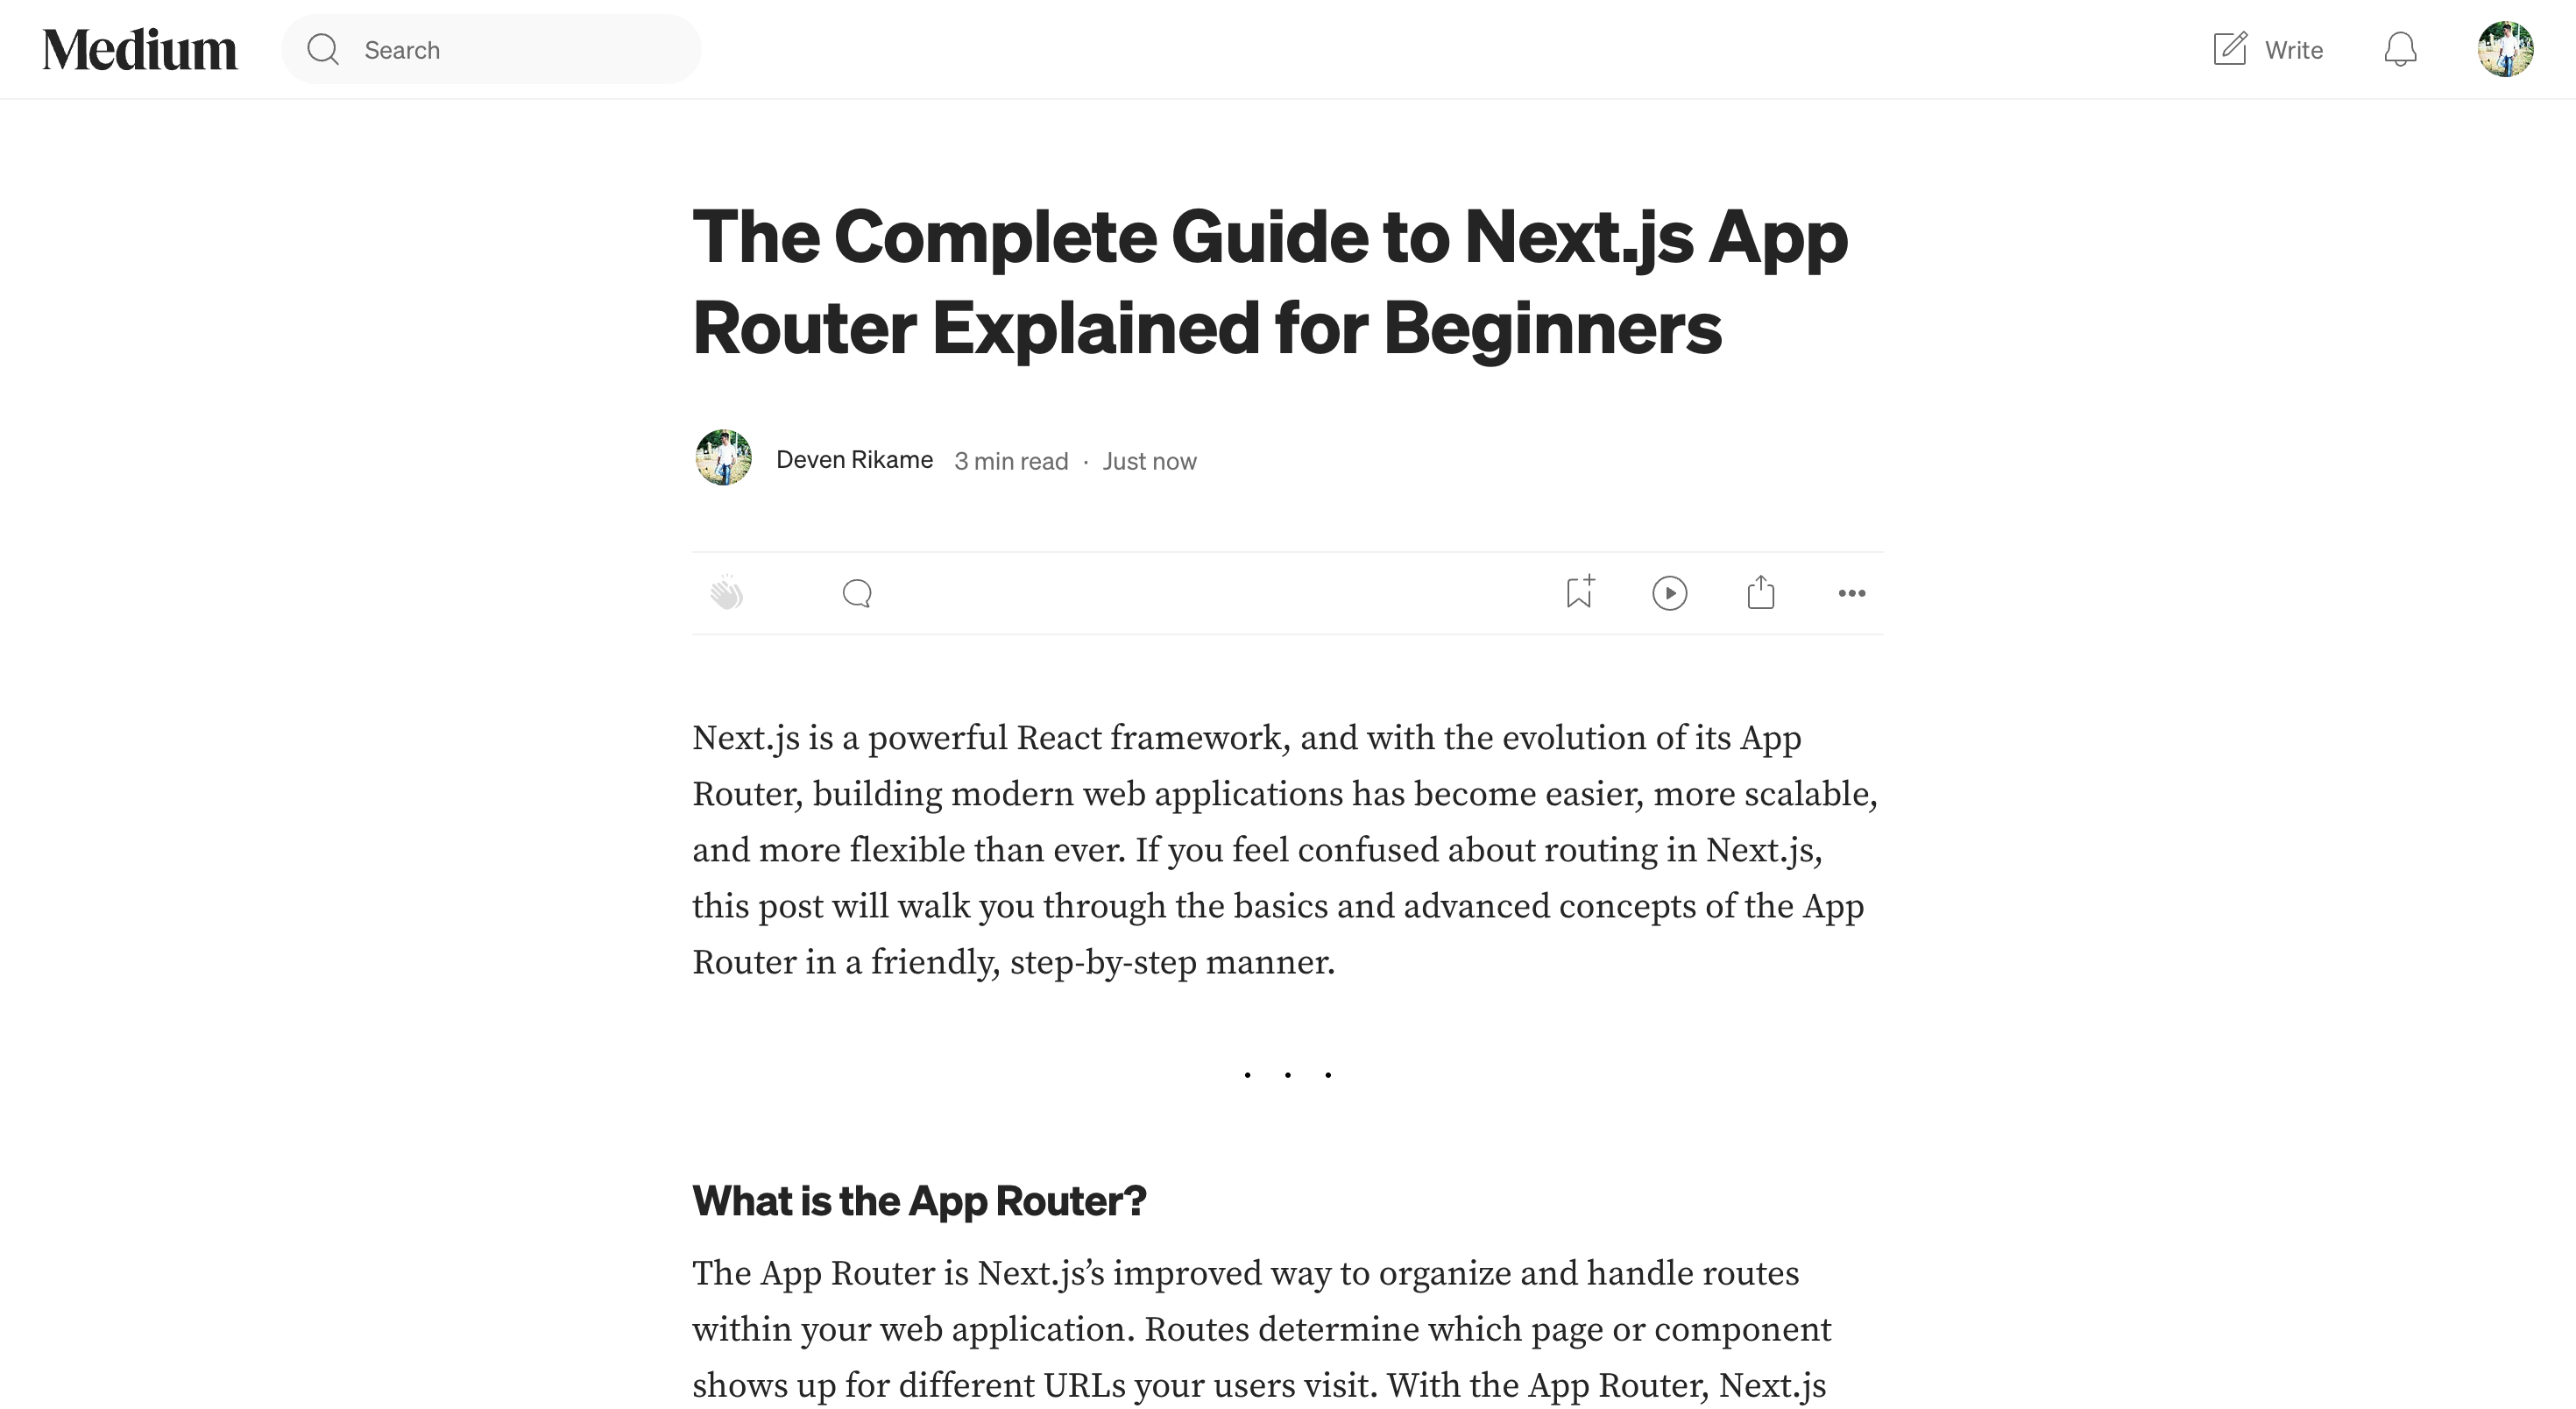 Medium
Search
Write
The Complete Guide to Next.js App
Router Explained for Beginners
Deven Rikame 3 min read · Just now
Next.js is a powerful React framework, and with the evolution of its App
Router, building modern web applications has become easier, more scalable,
and more flexible than ever. If you feel confused about routing in Next.js,
this post will walk you through the basics and advanced concepts of the App
Router in a friendly, step-by-step manner.
. . .
What is the App Router?
The App Router is Next.js’s improved way to organize and handle routes
within your web application. Routes determine which page or component
shows up for different URLs your users visit. With the App Router, Next.js